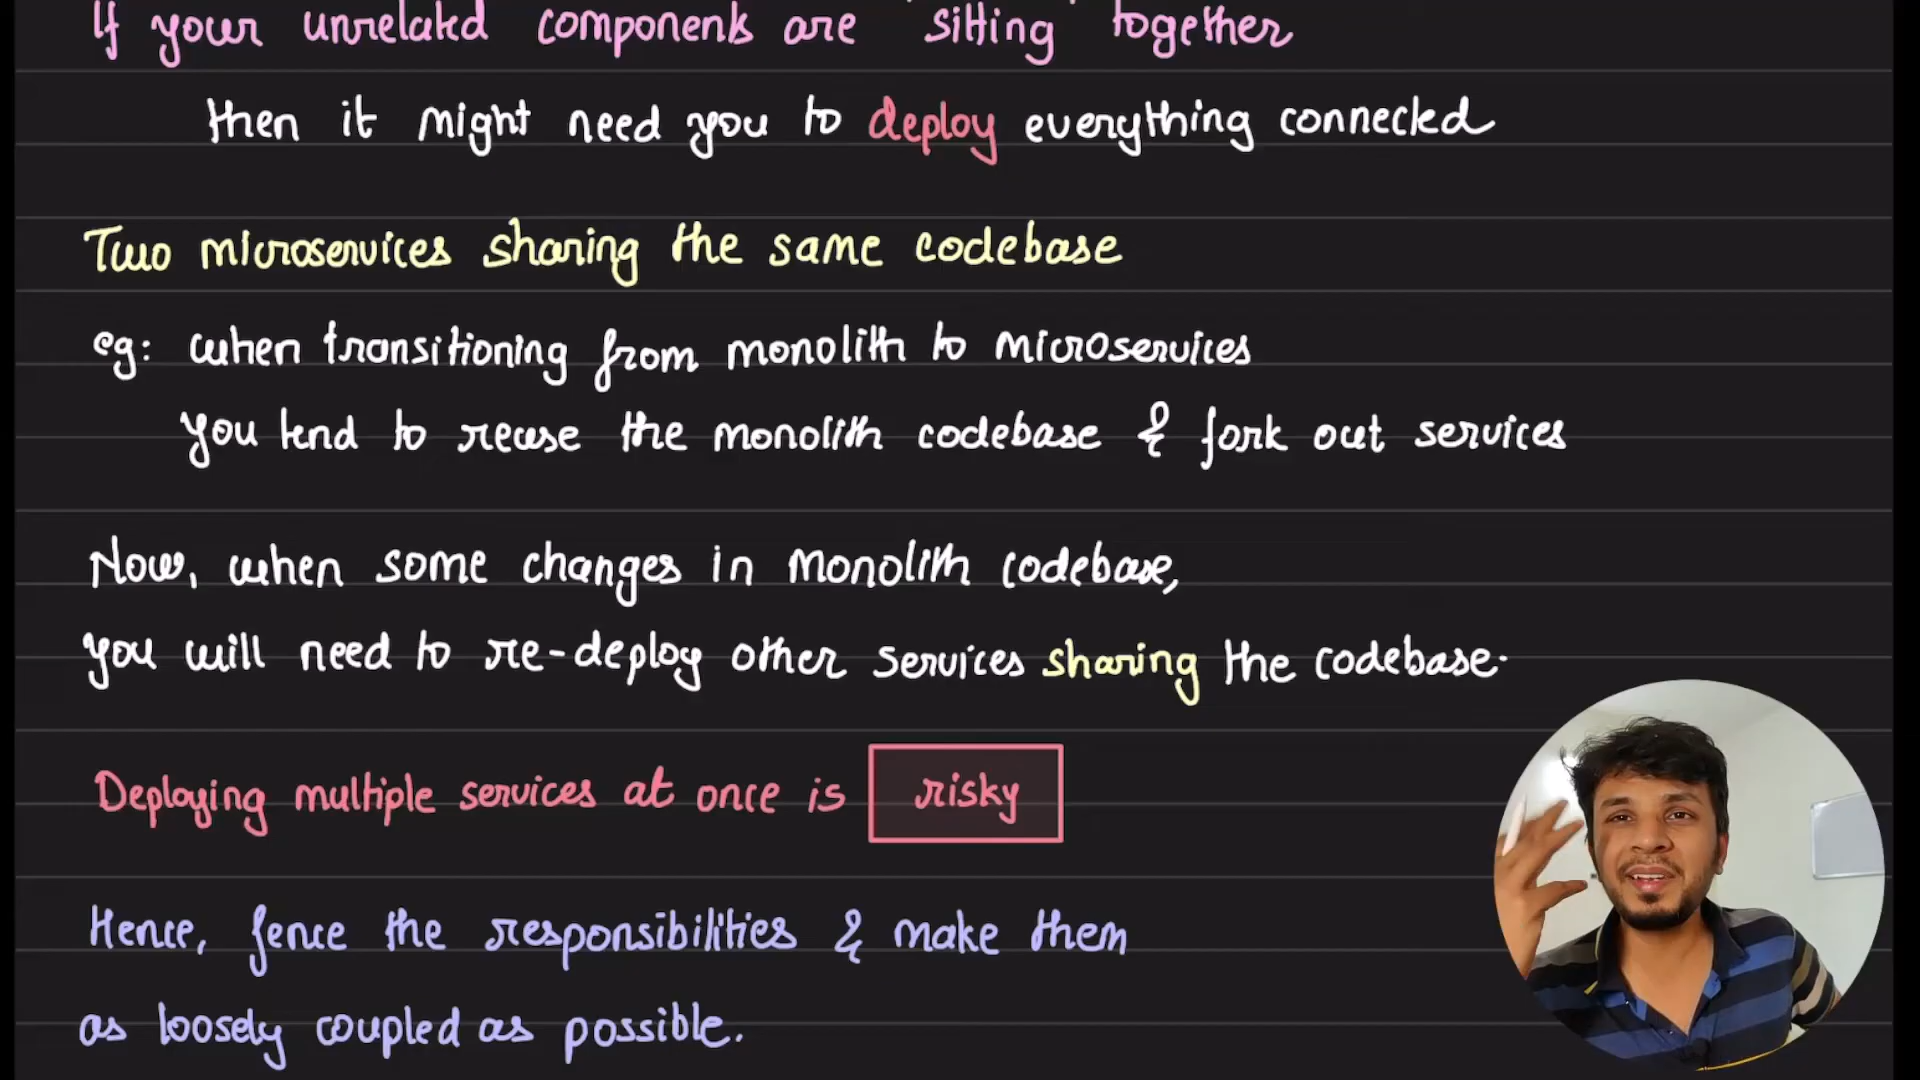 If your unrelated components are "sitting" together
then it might need you to deploy everything connected
Two microservices sharing the same codebase
eg: when transitioning from monolith to microservices
you tend to reuse the monolith codebase & fork out services
Now, when some changes in monolith codebase,
you will need to re-deploy other services sharing the codebase.
Deploying multiple services at once is risky
Hence, fence the responsibilities & make them
as loosely coupled as possible.